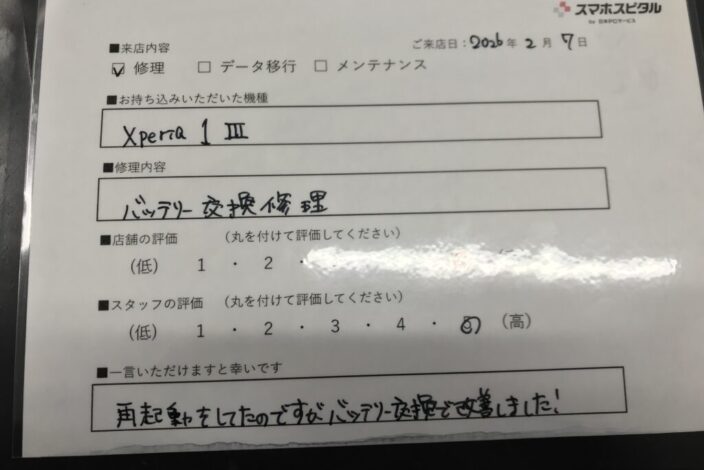 スマホスピタル
by 日本PCサービス
■来店内容
ご来店日：2026年 2月 7日
☑ 修理 □ データ移行 □ メンテナンス
■お持ち込みいただいた機種
Xperia 1 III
■修理内容
バッテリー交換修理
■店舗の評価 （丸を付けて評価してください）
（低） 1 ・ 2 ・
■スタッフの評価 （丸を付けて評価してください）
（低） 1 ・ 2 ・ 3 ・ 4 ・ （高）
■一言いただけますと幸いです
再起動をしてたのですがバッテリー交換で改善しました！